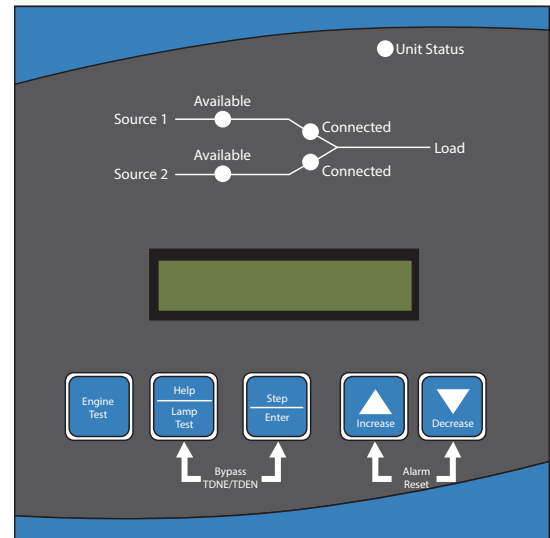 Unit Status
Available
Source 1
Connected
Load
Available
Source 2
Connected
Engine
Test
Help
Lamp
Test
Step
Enter
Increase
Decrease
Bypass
TDNE/TDEN
Alarm
Reset